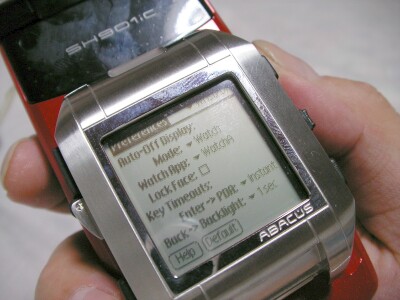 SH901iC
Preferences
Auto-Off Display:
Mode: Watch
Watch App: WatchA
Lock Face:
Key Timeouts:
Enter-> PDA: Instant
Back-> Backlight: 1 sec
Help Default
ABACUS